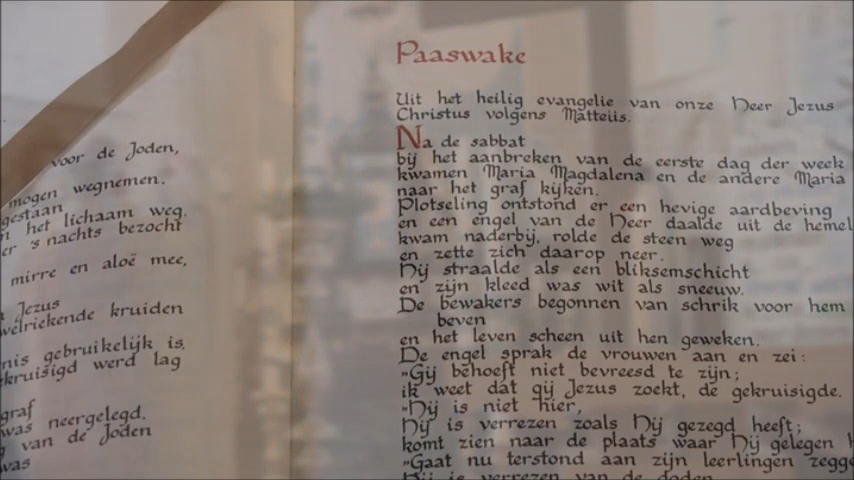 voor de Joden,
mogen wegnemen.
gestaan
het lichaam weg.
er 's nachts bezocht
mirre en aloë mee,
Jezus
welriekende kruiden
gebruikelijk is.
gekruisigd werd lag
graf
was neergelegd.
van de Joden
was
Paaswake
Uit het heilig evangelie van onze Heer Jezus
Christus volgens Matteüs.
Na de sabbat
bij het aanbreken van de eerste dag der week
kwamen Maria Magdalena en de andere Maria
naar het graf kijken.
Plotseling ontstond er een hevige aardbeving
en een engel van de Heer daalde uit de hemel
kwam naderbij, rolde de steen weg
en zette zich daarop neer.
Hij straalde als een bliksemschicht
en zijn kleed was wit als sneeuw.
De bewakers begonnen van schrik voor hem
beven
en het leven scheen uit hen geweken.
De engel sprak de vrouwen aan en zei:
"Gij behoeft niet bevreesd te zijn;
ik weet dat gij Jezus zoekt, de gekruisigde.
"Hij is niet hier,
Hij is verrezen zoals Hij gezegd heeft;
komt zien naar de plaats waar Hij gelegen
"Gaat nu terstond aan zijn leerlingen zegge
Hij is verrezen van de doden